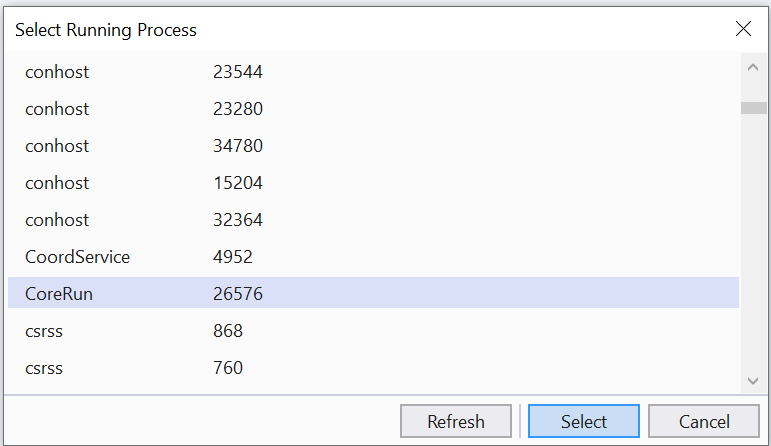 Select Running Process
conhost 23544
conhost 23280
conhost 34780
conhost 15204
conhost 32364
CoordService 4952
CoreRun 26576
csrss 868
csrss 760
Refresh Select Cancel